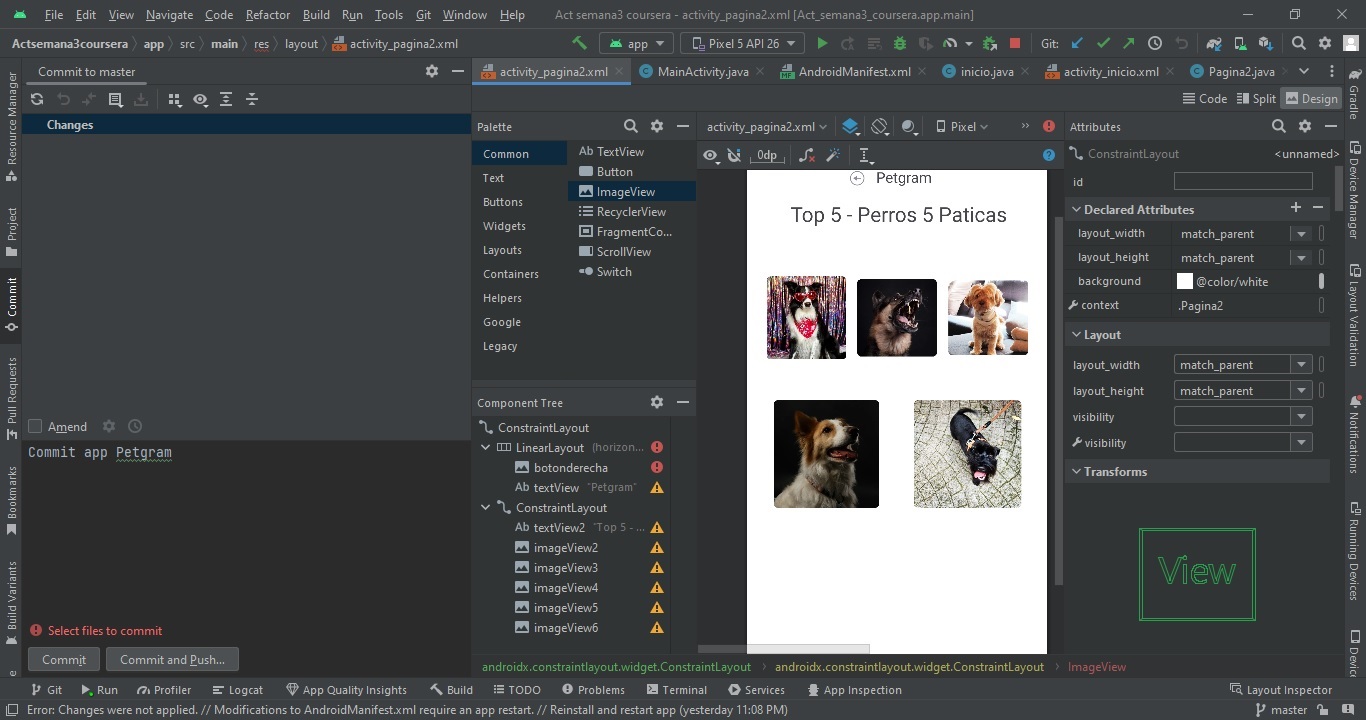 File Edit View Navigate Code Refactor Build Run Tools Git Window Help Act semana3 coursera - activity_pagina2.xml [Act_semana3_coursera.app.main]
Actsemana3coursera app src main res layout activity_pagina2.xml app Pixel 5 API 26 Git:
Commit to master
activity_pagina2.xml MainActivity.java AndroidManifest.xml inicio.java activity_inicio.xml Pagina2.java
Code Split Design
Changes
Amend
Commit app Petgram
Select files to commit
Commit Commit and Push...
Palette
Common
Text
Buttons
Widgets
Layouts
Containers
Helpers
Google
Legacy
Ab TextView
Button
ImageView
RecyclerView
FragmentCo...
ScrollView
Switch
Component Tree
ConstraintLayout
LinearLayout (horizon...
botonderecha
Ab textView "Petgram"
ConstraintLayout
Ab textView2 "Top 5 - ...
imageView2
imageView3
imageView4
imageView5
imageView6
activity_pagina2.xml Pixel »
0dp
Petgram
Top 5 - Perros 5 Paticas
androidx.constraintlayout.widget.ConstraintLayout androidx.constraintlayout.widget.ConstraintLayout ImageView
Attributes
ConstraintLayout <unnamed>
id
Declared Attributes
layout_width match_parent
layout_height match_parent
background @color/white
context .Pagina2
Layout
layout_width match_parent
layout_height match_parent
visibility
visibility
Transforms
View
Resource Manager
Project
Commit
Pull Requests
Bookmarks
Build Variants
Gradle
Device Manager
Layout Validation
Notifications
Running Devices
Git Run Profiler Logcat App Quality Insights Build TODO Problems Terminal Services App Inspection Layout Inspector
Error: Changes were not applied. // Modifications to AndroidManifest.xml require an app restart. // Reinstall and restart app (yesterday 11:08 PM) master